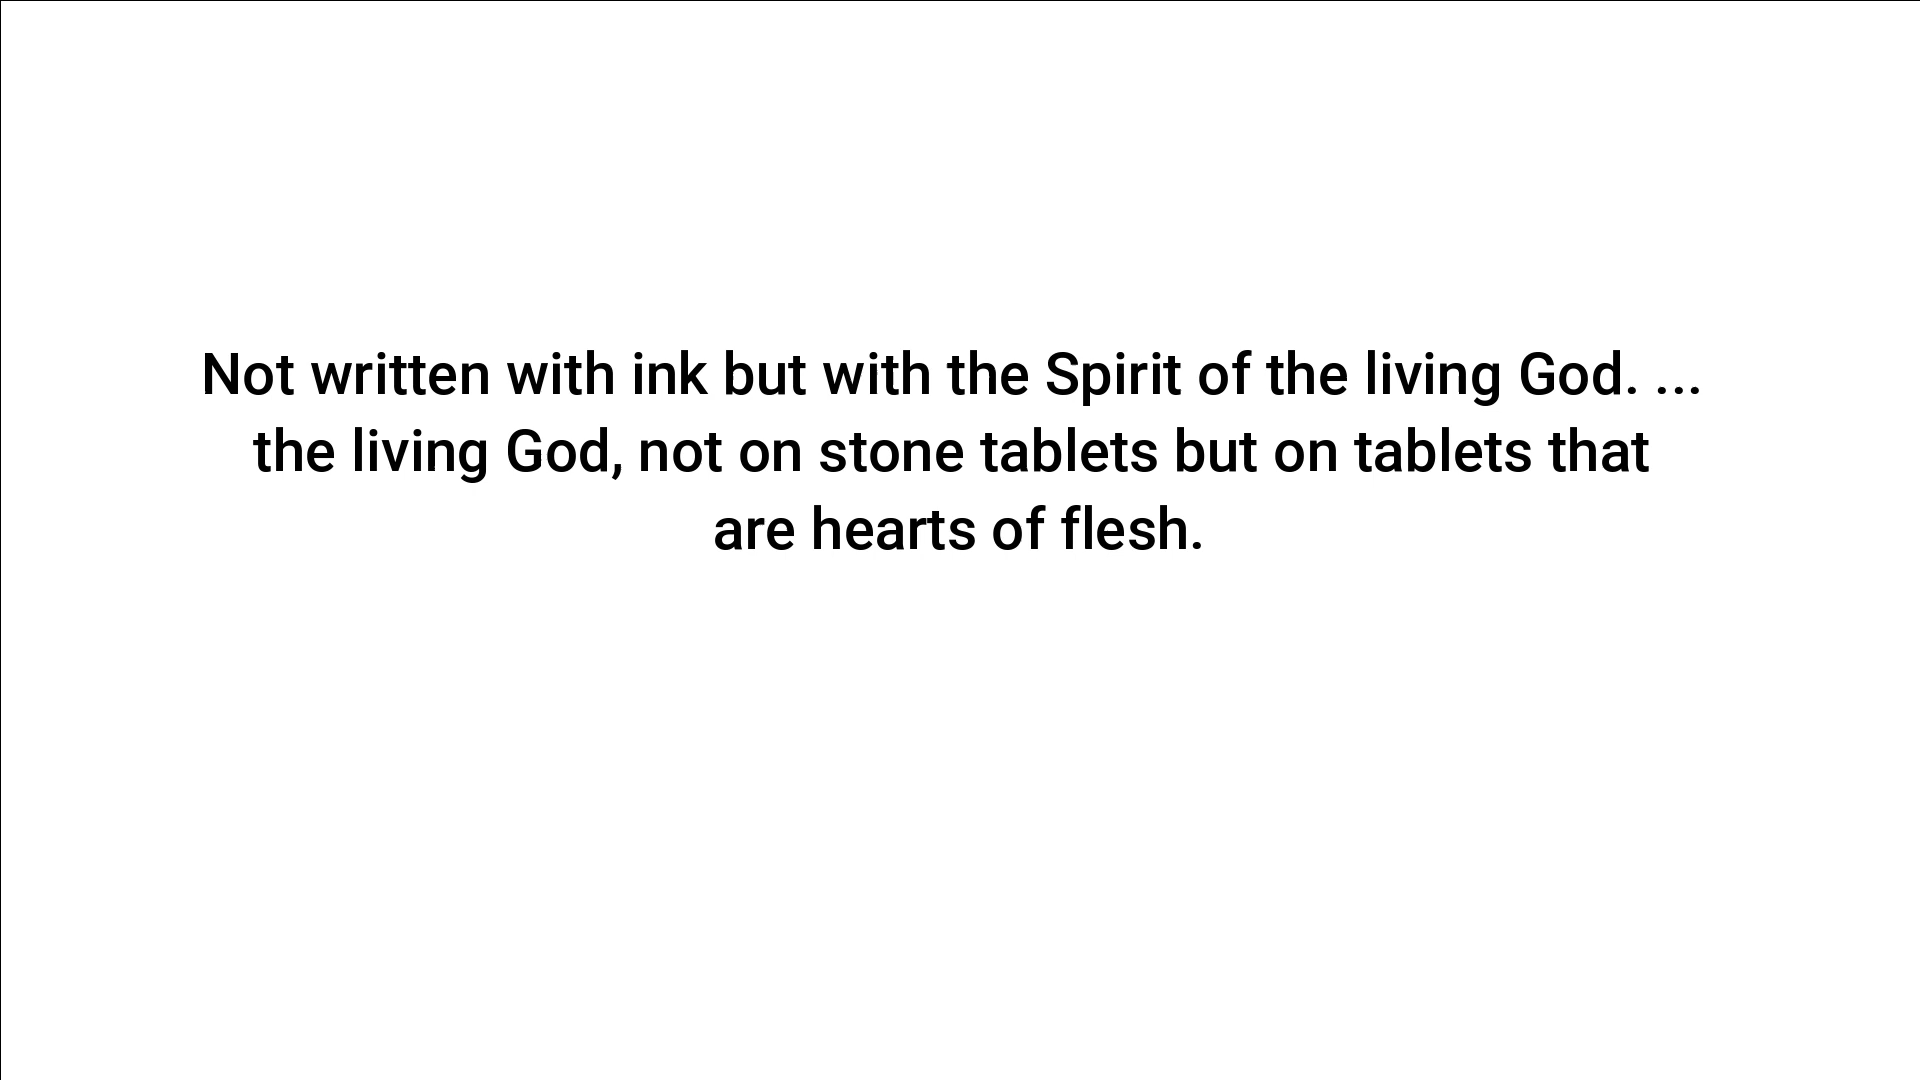 Not written with ink but with the Spirit of the living God. ...
the living God, not on stone tablets but on tablets that
are hearts of flesh.